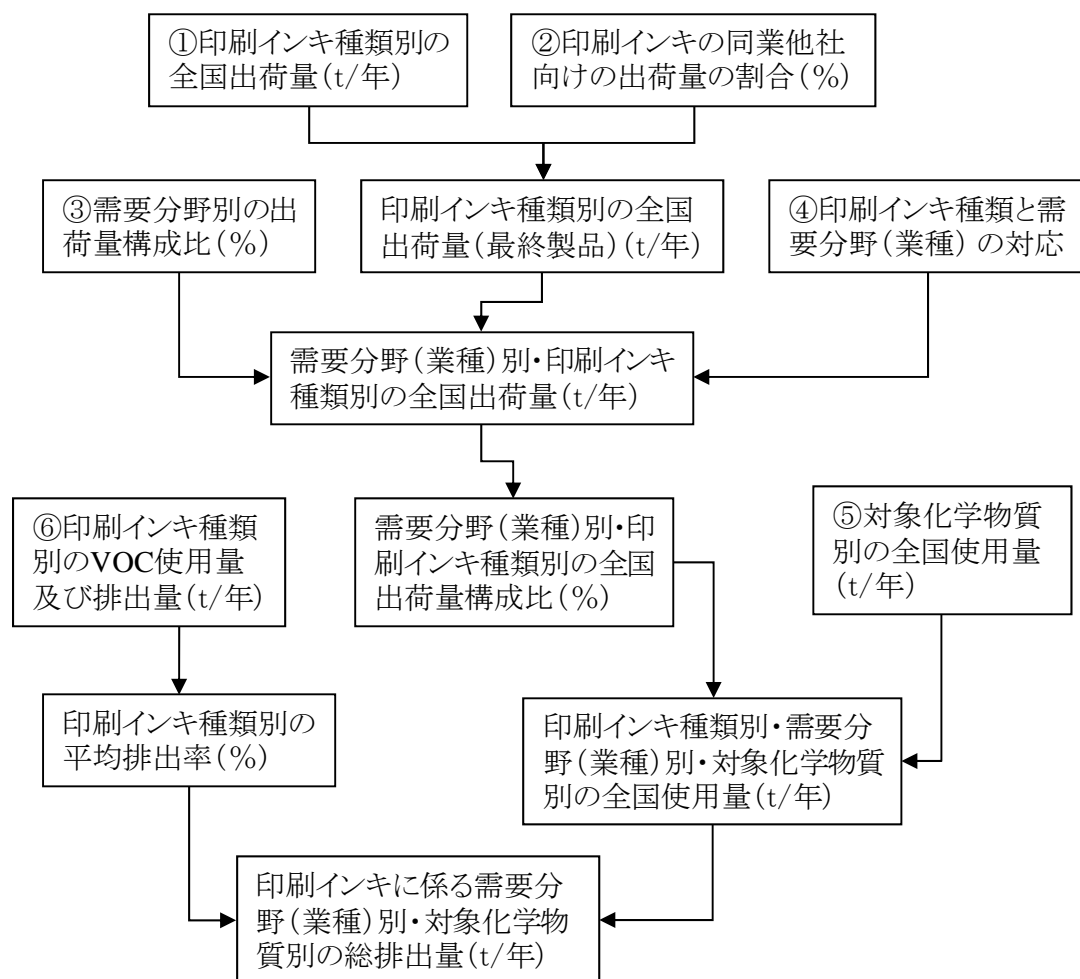 ①印刷インキ種類別の
全国出荷量(t/年)
②印刷インキの同業他社
向けの出荷量の割合(%)
③需要分野別の出
荷量構成比(%)
印刷インキ種類別の全国
出荷量(最終製品)(t/年)
④印刷インキ種類と需
要分野(業種)の対応
需要分野(業種)別・印刷インキ
種類別の全国出荷量(t/年)
⑥印刷インキ種類
別のVOC使用量
及び排出量(t/年)
需要分野(業種)別・印
刷インキ種類別の全国
出荷量構成比(%)
⑤対象化学物質
別の全国使用量
(t/年)
印刷インキ種類別の
平均排出率(%)
印刷インキ種類別・需要分
野(業種)別・対象化学物質
別の全国使用量(t/年)
印刷インキに係る需要分
野(業種)別・対象化学物
質別の総排出量(t/年)